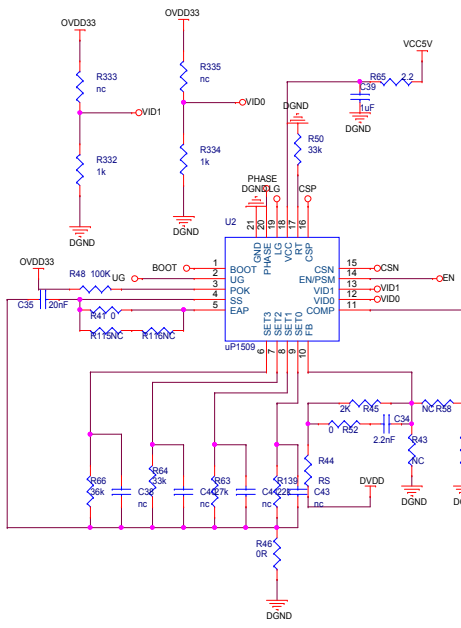 OVDD33
OVDD33
R333
nc
VID1
R332
1k
DGND
R335
nc
VID0
R334
1k
DGND
VCC5V
R65 2.2
C39
1uF
DGND
DGND
R50
33k
PHASE
DGND LG
CSP
U2
21
20
19
18
17
16
GND
PHASE
LG
VCC
RT
CSP
BOOT
1
BOOT
UG
2
UG
3
POK
4
SS
5
EAP
uP1509
15
CSN
CSN
14
EN/PSM
EN
13
VID1
VID1
12
VID0
VID0
11
COMP
SET3
SET2
SET1
SET0
FB
6
7
8
9
10
OVDD33
R48 100K
C35 20nF
R41 0
R115NC
R116NC
2K R45
NC R58
0 R52
C34
2.2nF
R43
NC
DGND
R44
RS
DVDD
R66
36k
nc
R64
33k
nc
R63
27k
nc
R139
22k
C43
nc
R46
0R
DGND